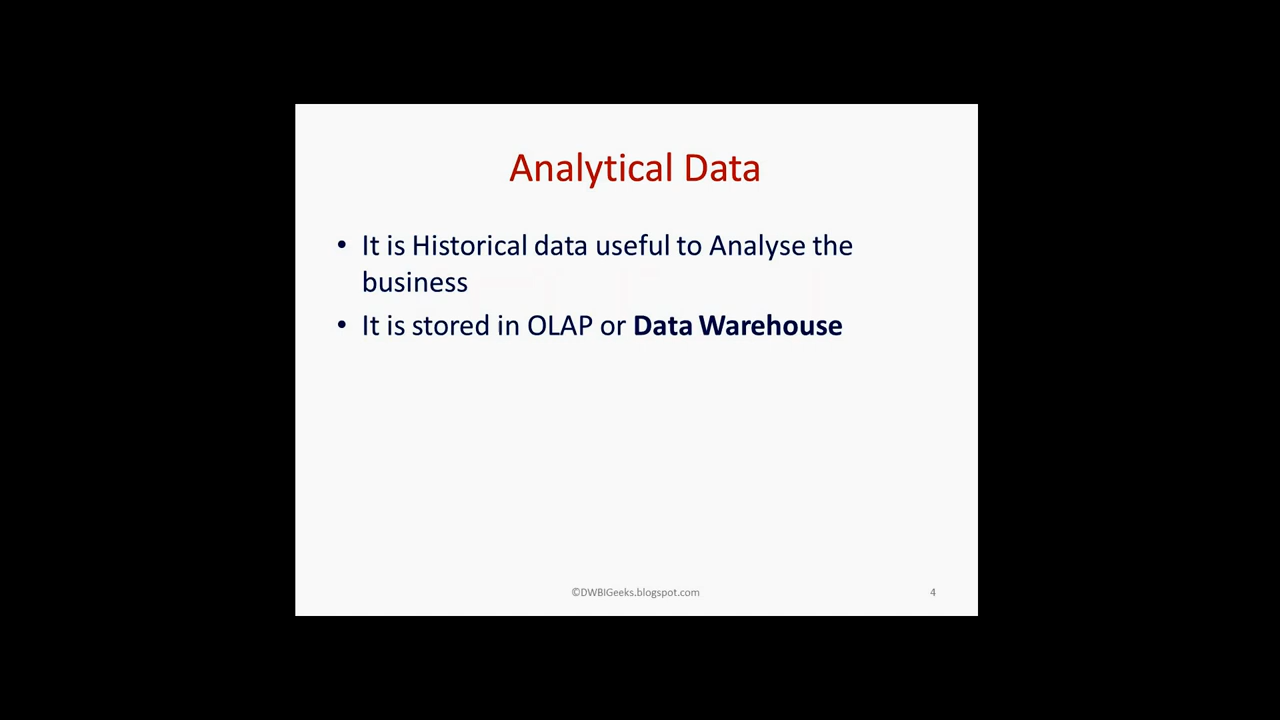 Analytical Data
• It is Historical data useful to Analyse the
business
• It is stored in OLAP or Data Warehouse
©DWBIGeeks.blogspot.com
4